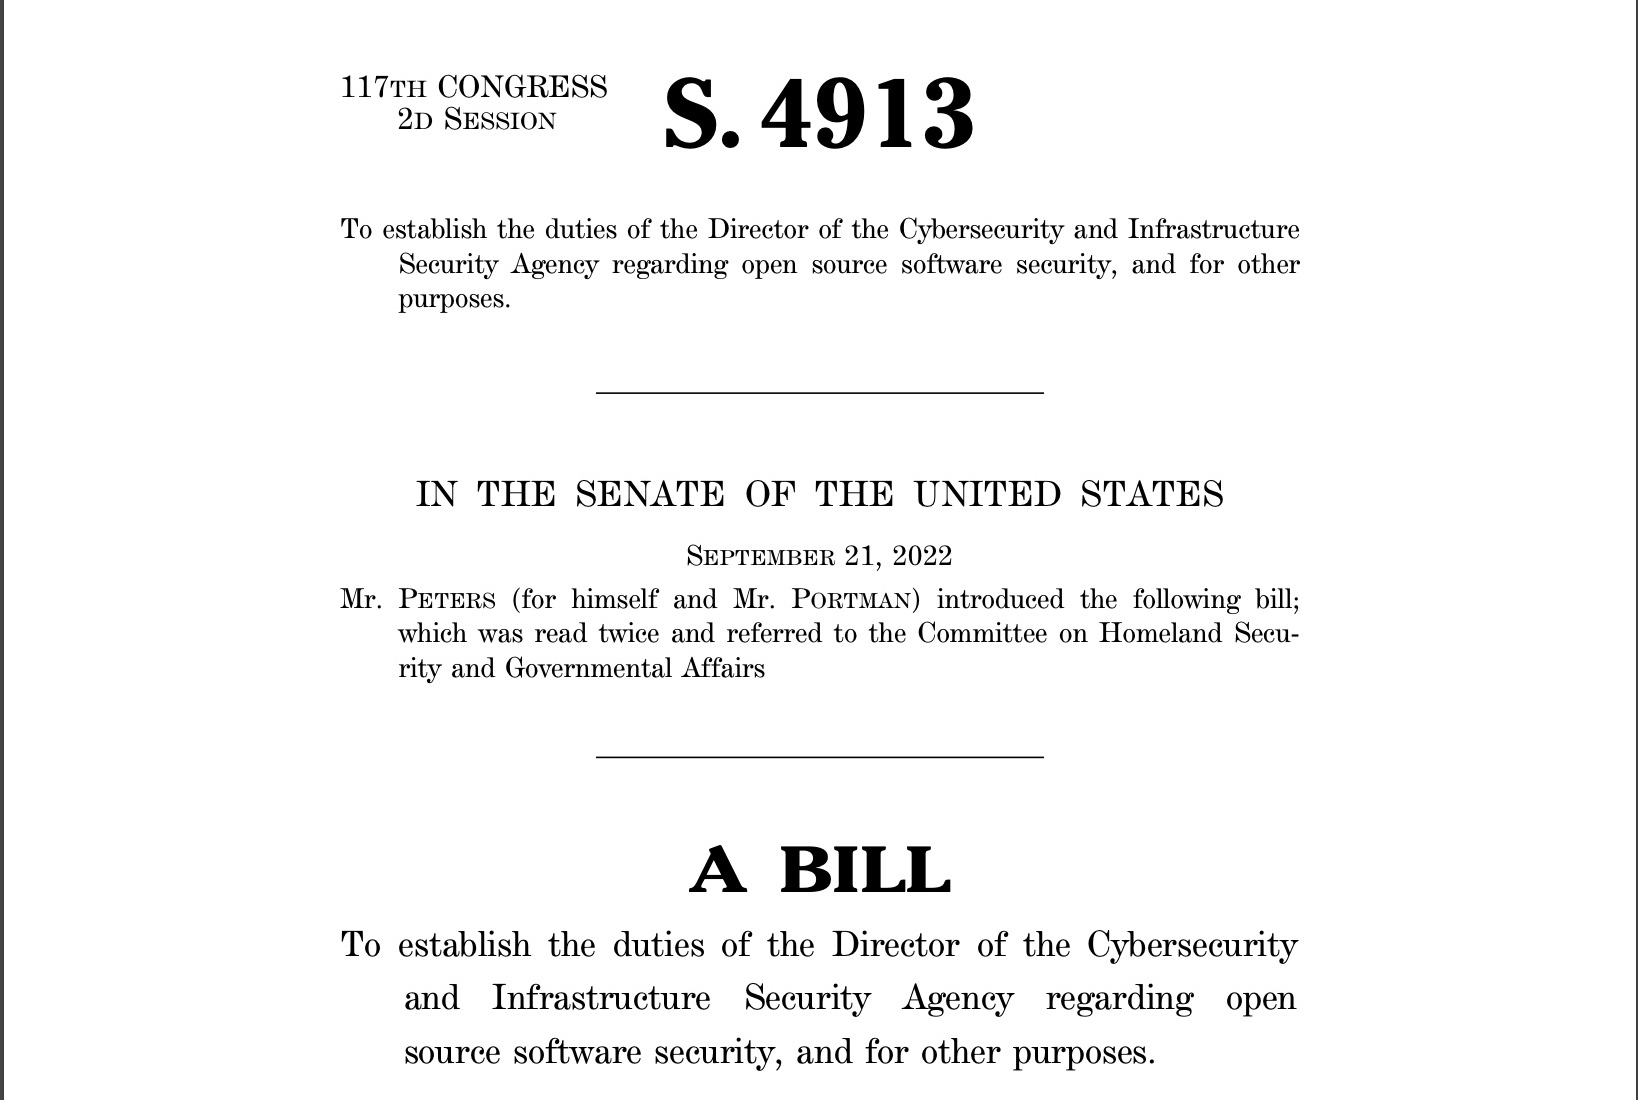 117TH CONGRESS
2D SESSION
S. 4913
To establish the duties of the Director of the Cybersecurity and Infrastructure
Security Agency regarding open source software security, and for other
purposes.
IN THE SENATE OF THE UNITED STATES
SEPTEMBER 21, 2022
Mr. PETERS (for himself and Mr. PORTMAN) introduced the following bill;
which was read twice and referred to the Committee on Homeland Secu-
rity and Governmental Affairs
A BILL
To establish the duties of the Director of the Cybersecurity
and Infrastructure Security Agency regarding open
source software security, and for other purposes.